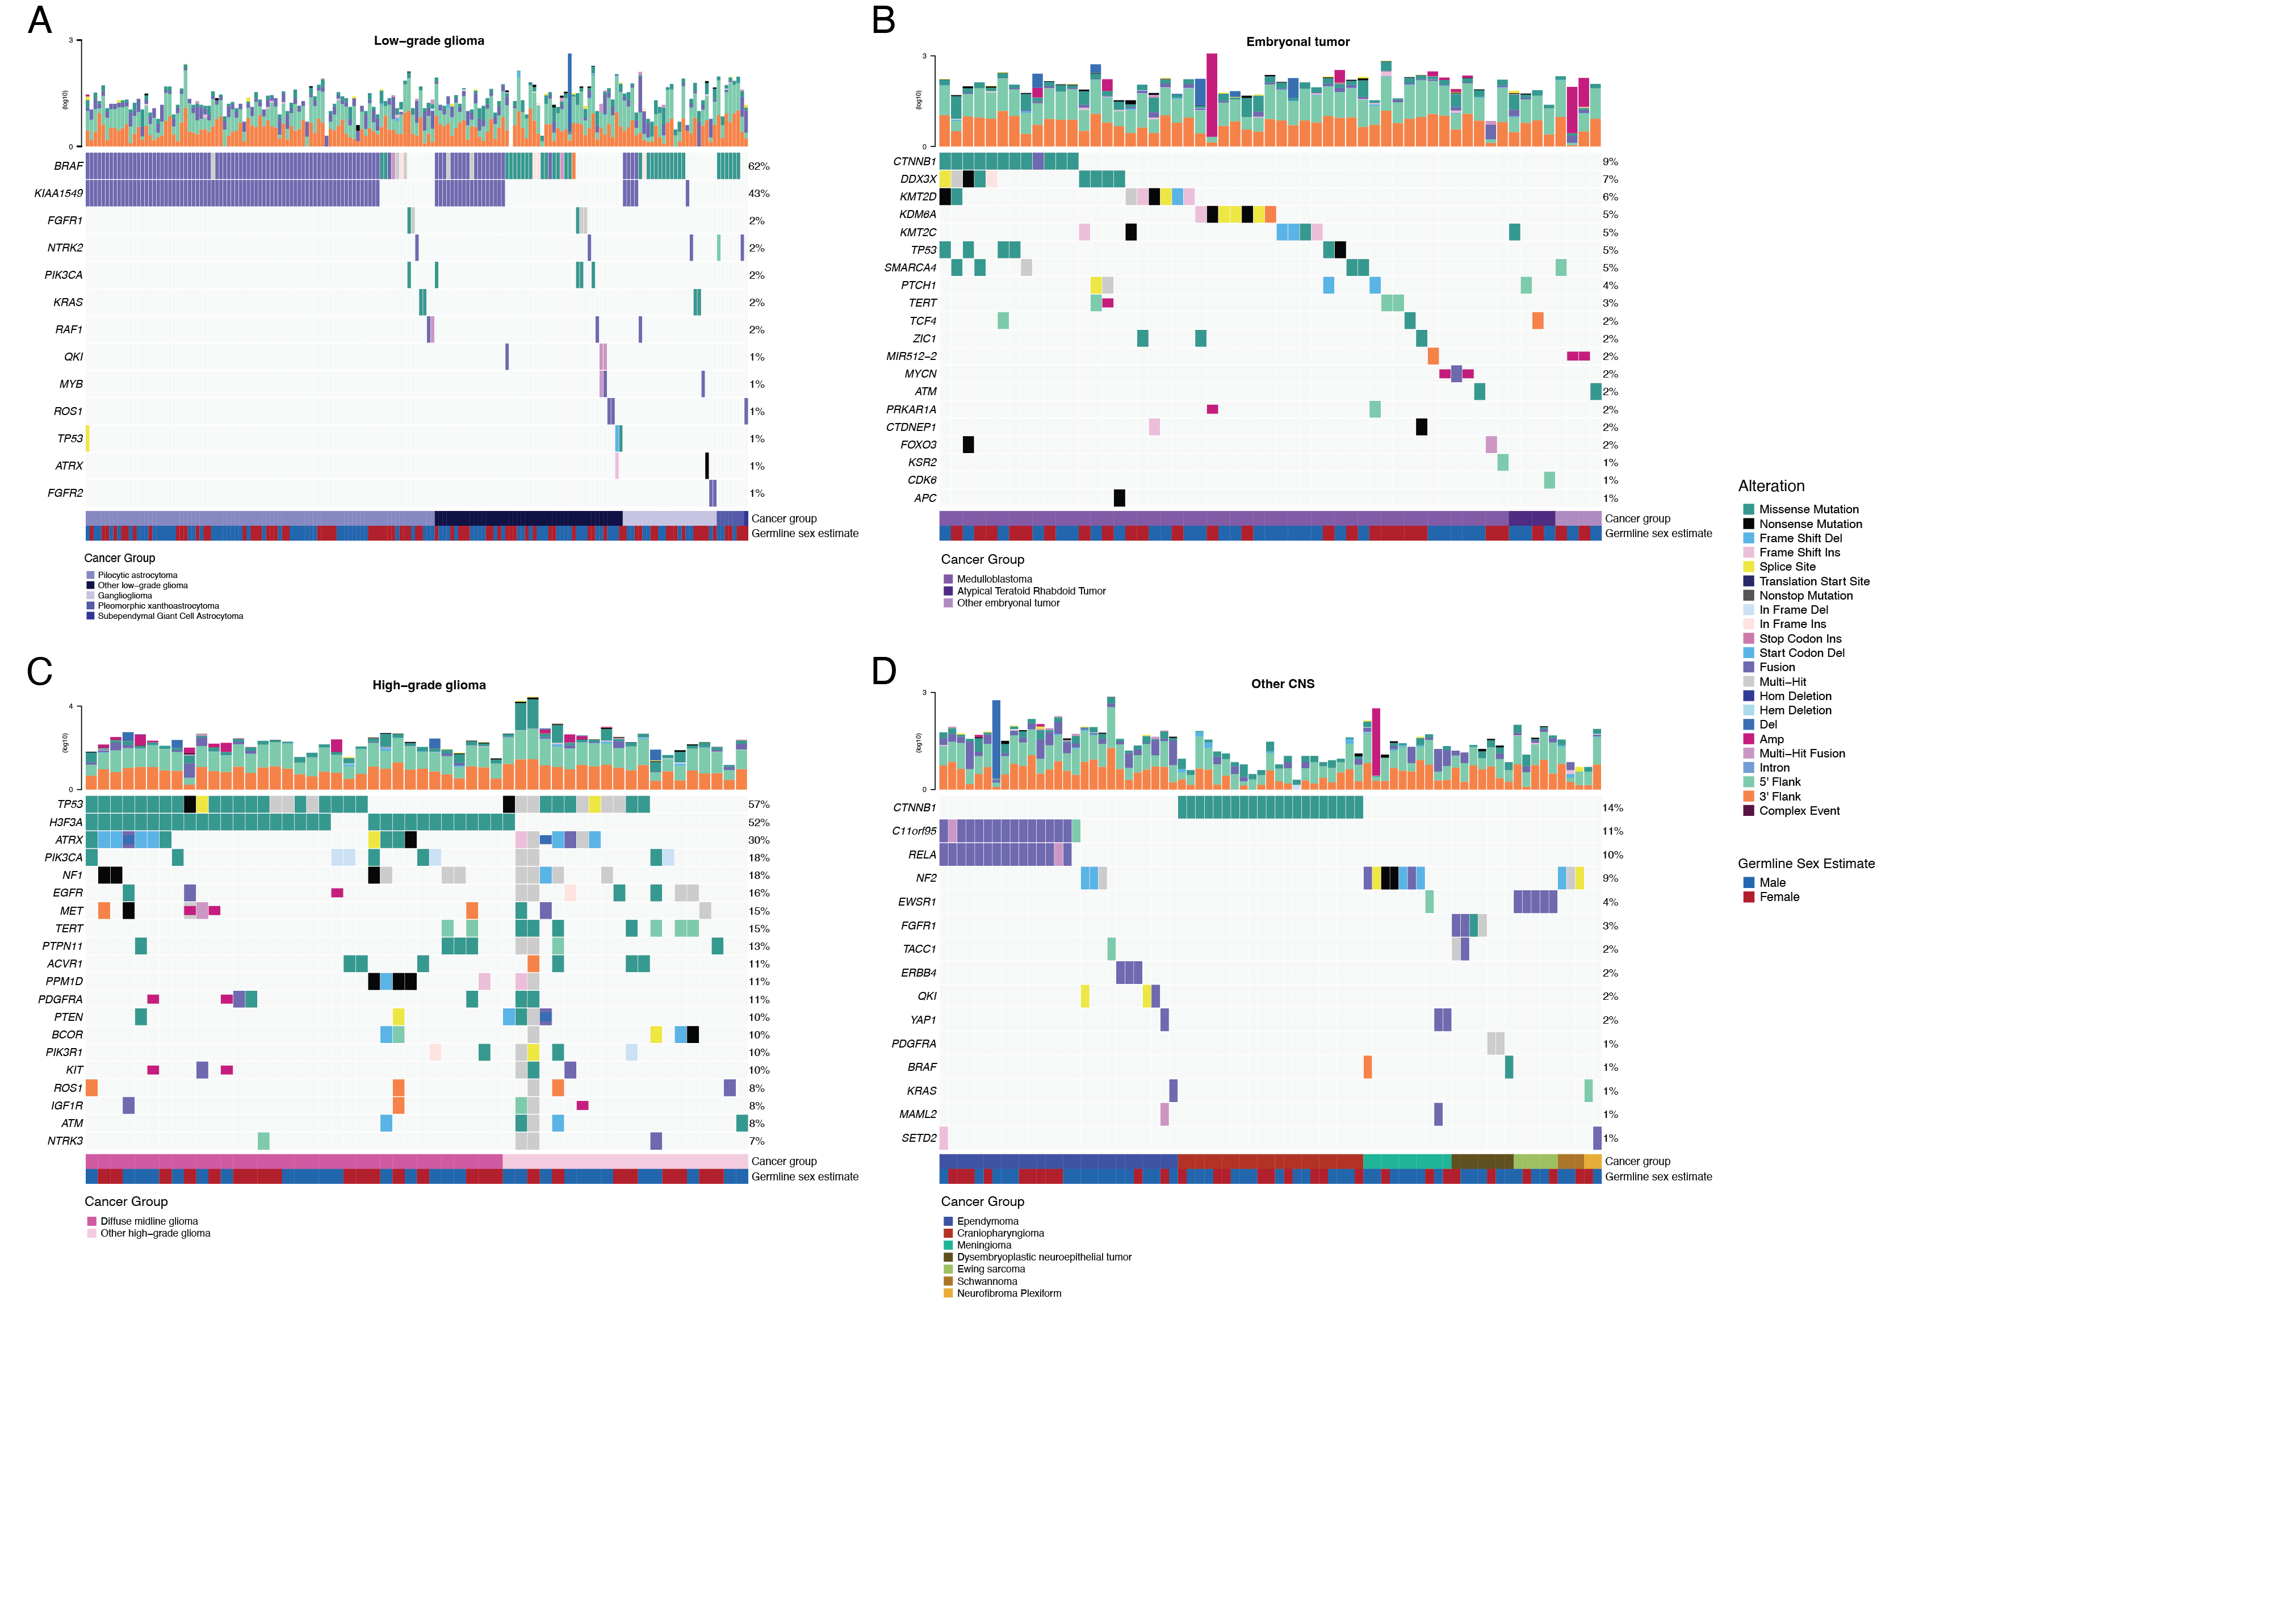 A
Low-grade glioma
3
(log10)
0
BRAF 62%
KIAA1549 43%
FGFR1 2%
NTRK2 2%
PIK3CA 2%
KRAS 2%
RAF1 2%
QKI 1%
MYB 1%
ROS1 1%
TP53 1%
ATRX 1%
FGFR2 1%
Cancer group
Germline sex estimate
Cancer Group
Pilocytic astrocytoma
Other low-grade glioma
Ganglioglioma
Pleomorphic xanthoastrocytoma
Subependymal Giant Cell Astrocytoma
B
Embryonal tumor
3
(log10)
0
CTNNB1 9%
DDX3X 7%
KMT2D 6%
KDM6A 5%
KMT2C 5%
TP53 5%
SMARCA4 5%
PTCH1 4%
TERT 3%
TCF4 2%
ZIC1 2%
MIR512-2 2%
MYCN 2%
ATM 2%
PRKAR1A 2%
CTDNEP1 2%
FOXO3 2%
KSR2 1%
CDK6 1%
APC 1%
Cancer group
Germline sex estimate
Cancer Group
Medulloblastoma
Atypical Teratoid Rhabdoid Tumor
Other embryonal tumor
C
High-grade glioma
4
(log10)
0
TP53 57%
H3F3A 52%
ATRX 30%
PIK3CA 18%
NF1 18%
EGFR 16%
MET 15%
TERT 15%
PTPN11 13%
ACVR1 11%
PPM1D 11%
PDGFRA 11%
PTEN 10%
BCOR 10%
PIK3R1 10%
KIT 10%
ROS1 8%
IGF1R 8%
ATM 8%
NTRK3 7%
Cancer group
Germline sex estimate
Cancer Group
Diffuse midline glioma
Other high-grade glioma
D
Other CNS
3
(log10)
0
CTNNB1 14%
C11orf95 11%
RELA 10%
NF2 9%
EWSR1 4%
FGFR1 3%
TACC1 2%
ERBB4 2%
QKI 2%
YAP1 2%
PDGFRA 1%
BRAF 1%
KRAS 1%
MAML2 1%
SETD2 1%
Cancer group
Germline sex estimate
Cancer Group
Ependymoma
Craniopharyngioma
Meningioma
Dysembryoplastic neuroepithelial tumor
Ewing sarcoma
Schwannoma
Neurofibroma Plexiform
Alteration
Missense Mutation
Nonsense Mutation
Frame Shift Del
Frame Shift Ins
Splice Site
Translation Start Site
Nonstop Mutation
In Frame Del
In Frame Ins
Stop Codon Ins
Start Codon Del
Fusion
Multi-Hit
Hom Deletion
Hem Deletion
Del
Amp
Multi-Hit Fusion
Intron
5' Flank
3' Flank
Complex Event
Germline Sex Estimate
Male
Female